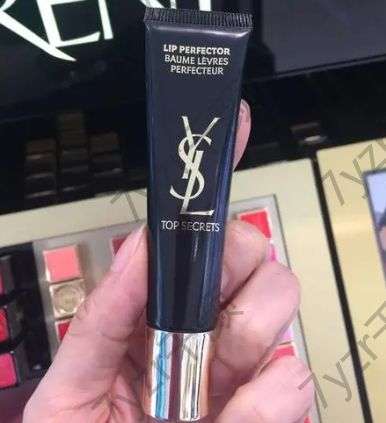 LIP PERFECTOR
BAUME LÈVRES
PERFECTEUR
YSL
TOP SECRETS